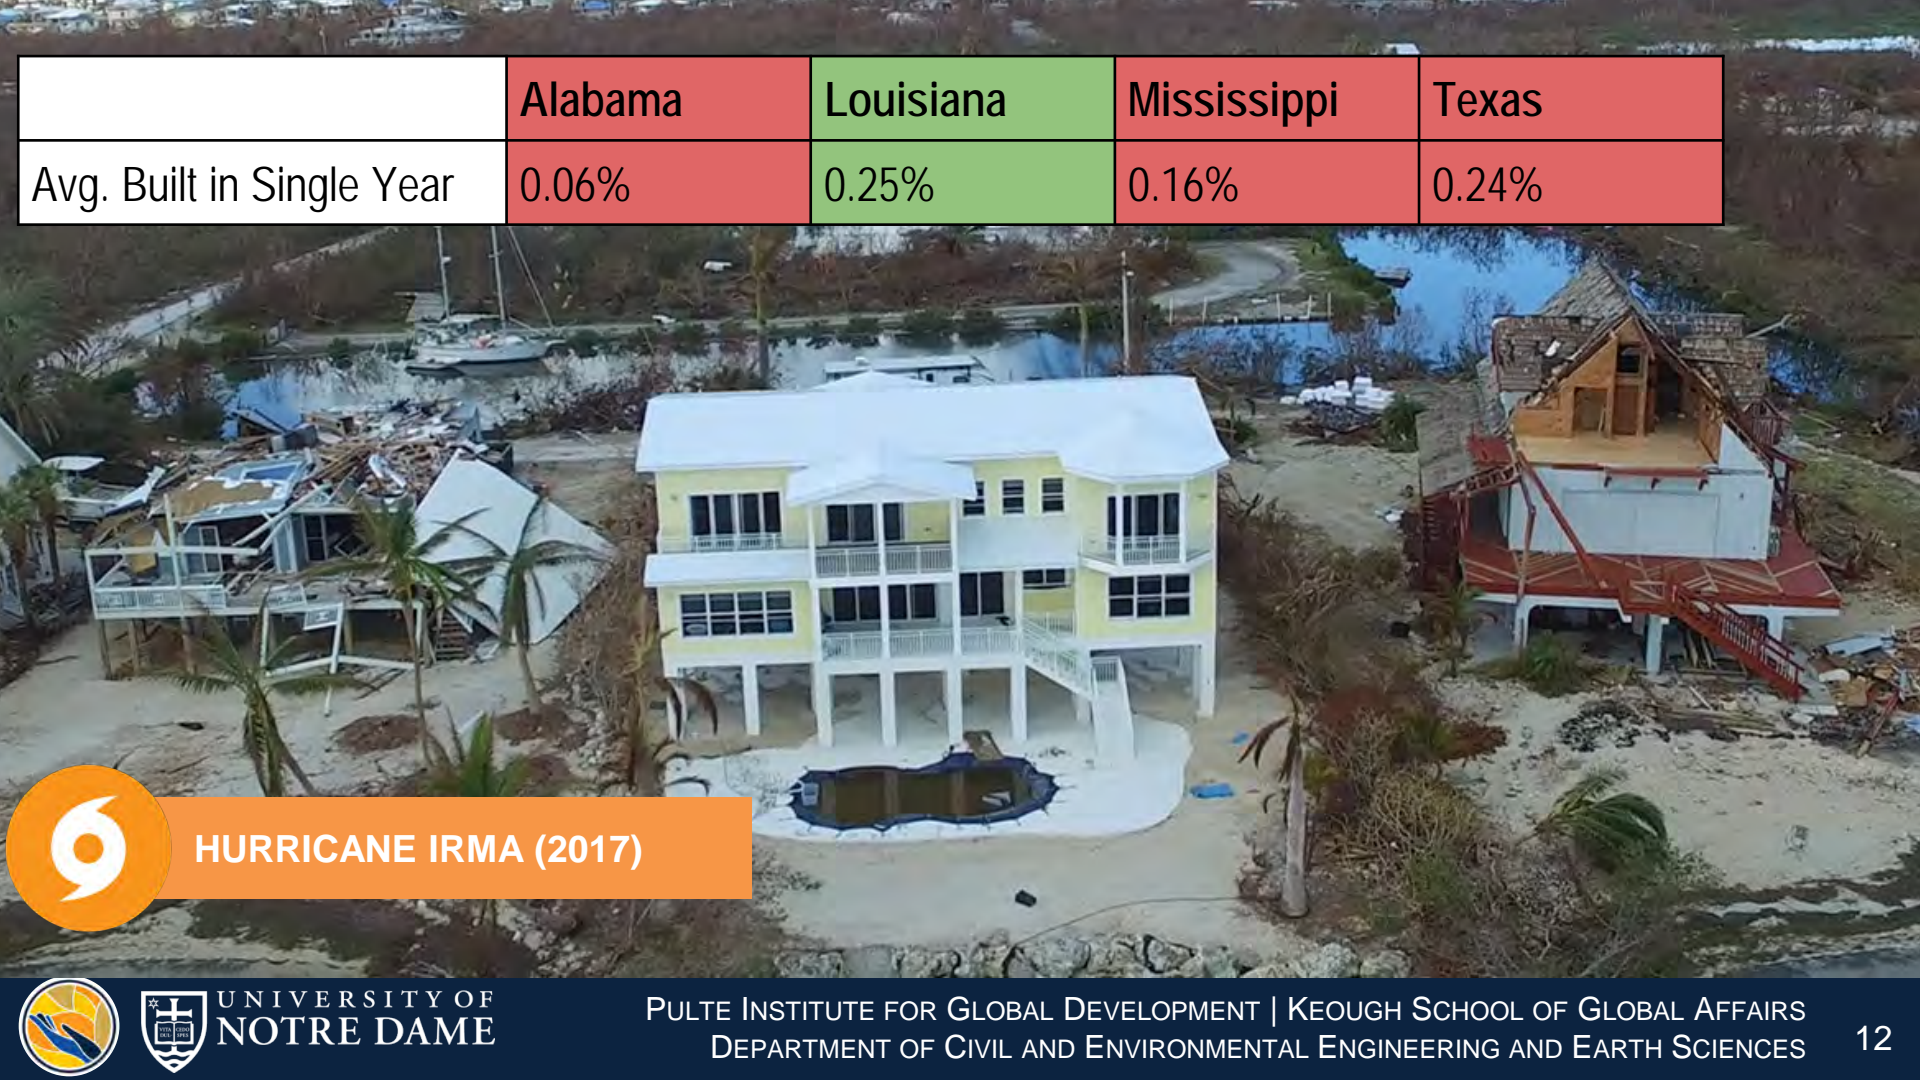 Alabama Louisiana Mississippi Texas
Avg. Built in Single Year 0.06% 0.25% 0.16% 0.24%
HURRICANE IRMA (2017)
UNIVERSITY OF
NOTRE DAME
PULTE INSTITUTE FOR GLOBAL DEVELOPMENT | KEOUGH SCHOOL OF GLOBAL AFFAIRS
DEPARTMENT OF CIVIL AND ENVIRONMENTAL ENGINEERING AND EARTH SCIENCES
12